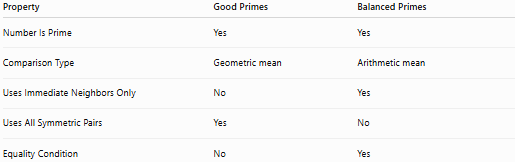 Property Good Primes Balanced Primes
Number Is Prime Yes Yes
Comparison Type Geometric mean Arithmetic mean
Uses Immediate Neighbors Only No Yes
Uses All Symmetric Pairs Yes No
Equality Condition No Yes